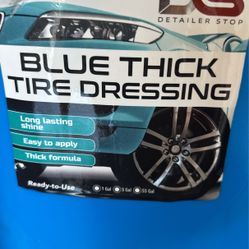 DETAILER STOP
BLUE THICK
TIRE DRESSING
Long lasting
shine
Easy to apply
Thick formula
Ready-to-Use
1 Gal 5 Gal 55 Gal